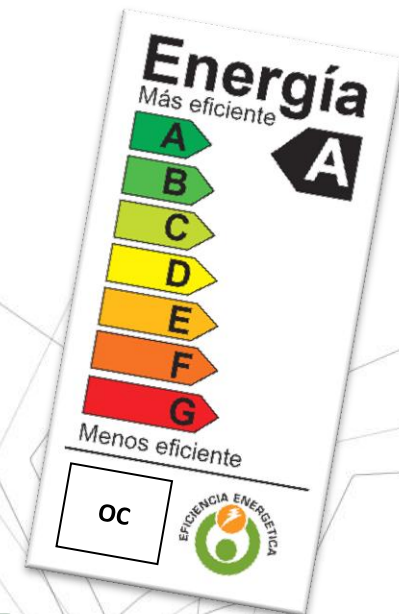 Energía
Más eficiente
A
A
B
C
D
E
F
G
Menos eficiente
OC
EFICIENCIA ENERGETICA